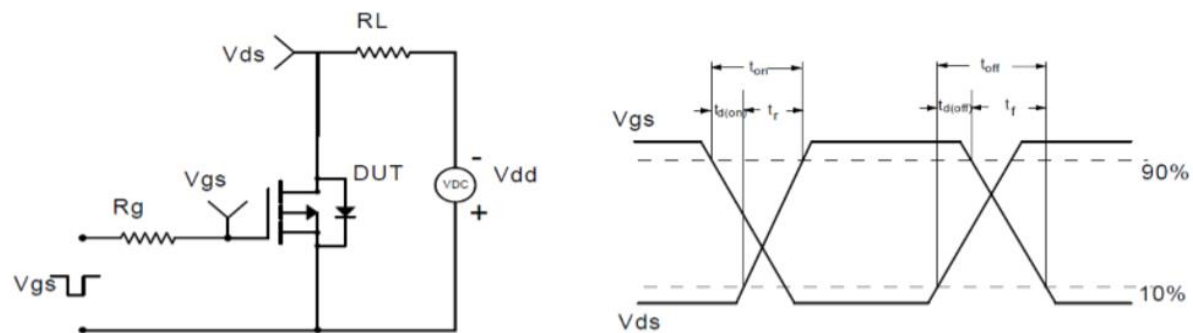 RL
Vds
Vgs
DUT
VDC
-
+
Vdd
Rg
Vgs
ton
toff
td(on)
tr
td(off)
tf
Vgs
90%
10%
Vds